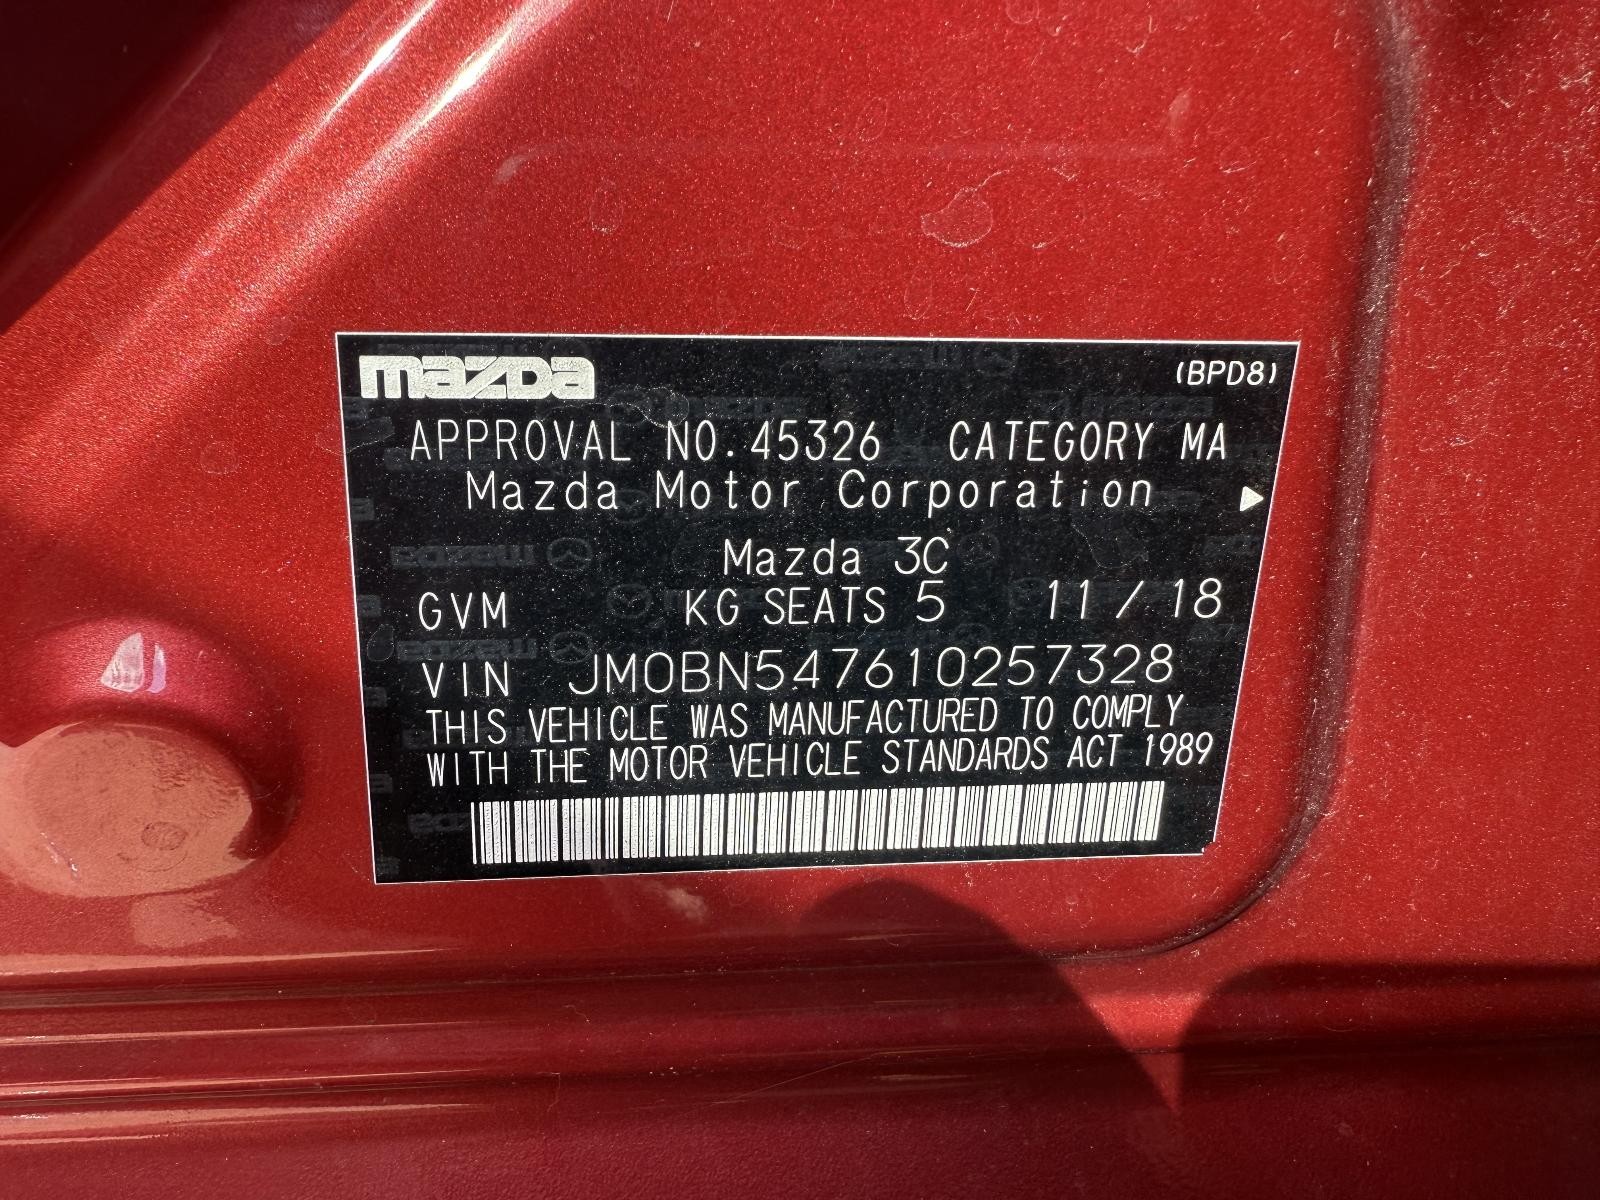 mazda (BPD8)
APPROVAL NO.45326 CATEGORY MA
Mazda Motor Corporation
Mazda 3C
GVM KG SEATS 5 11/18
VIN JM0BN547610257328
THIS VEHICLE WAS MANUFACTURED TO COMPLY
WITH THE MOTOR VEHICLE STANDARDS ACT 1989